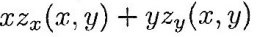 $xz_x(x, y) + yz_y(x, y)$